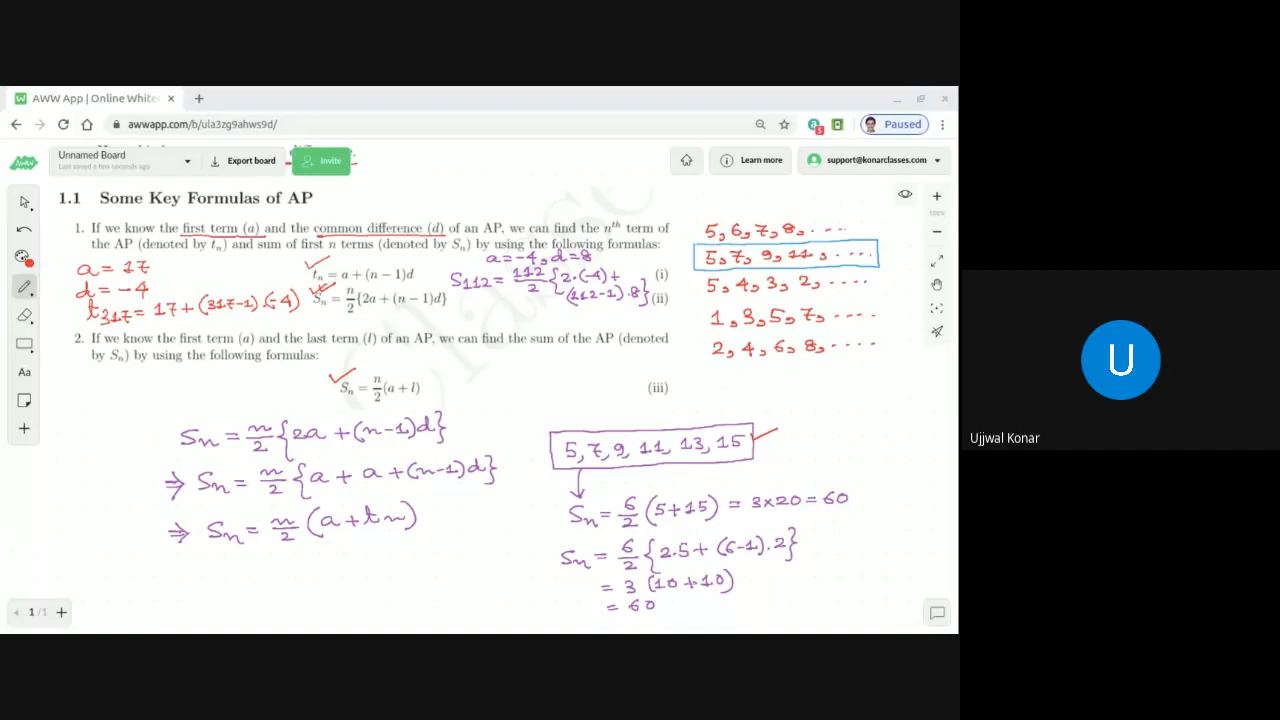 AWW App | Online White
awwapp.com/b/ula3zg9ahws9d/
Paused
Unnamed Board
Last saved a few seconds ago
Export board
Invite
Learn more
support@konarclasses.com
1.1 Some Key Formulas of AP
1. If we know the first term (a) and the common difference (d) of an AP, we can find the nᵗʰ term of
the AP (denoted by tₙ) and sum of first n terms (denoted by Sₙ) by using the following formulas:
tₙ = a + (n − 1)d (i)
Sₙ = n/2{2a + (n − 1)d} (ii)
a = 17
d = −4
t₃₁₇ = 17 + (317−1).(−4)
a = −4, d = 8
S₁₁₂ = 112/2 {2.(−4) +
(112−1).8}
5, 6, 7, 8, ....
5, 7, 9, 11, ....
5, 4, 3, 2, ....
1, 3, 5, 7, ....
2, 4, 6, 8, ....
2. If we know the first term (a) and the last term (l) of an AP, we can find the sum of the AP (denoted
by Sₙ) by using the following formulas:
Sₙ = n/2(a + l) (iii)
Sₙ = n/2 {2a + (n−1)d}
⇒ Sₙ = n/2 {a + a + (n−1)d}
⇒ Sₙ = n/2 (a + tₙ)
5, 7, 9, 11, 13, 15
Sₙ = 6/2 (5+15) = 3×20 = 60
Sₙ = 6/2 {2.5 + (6−1).2}
= 3 (10+10)
= 60
Aa
100%
1/1
U
Ujjwal Konar